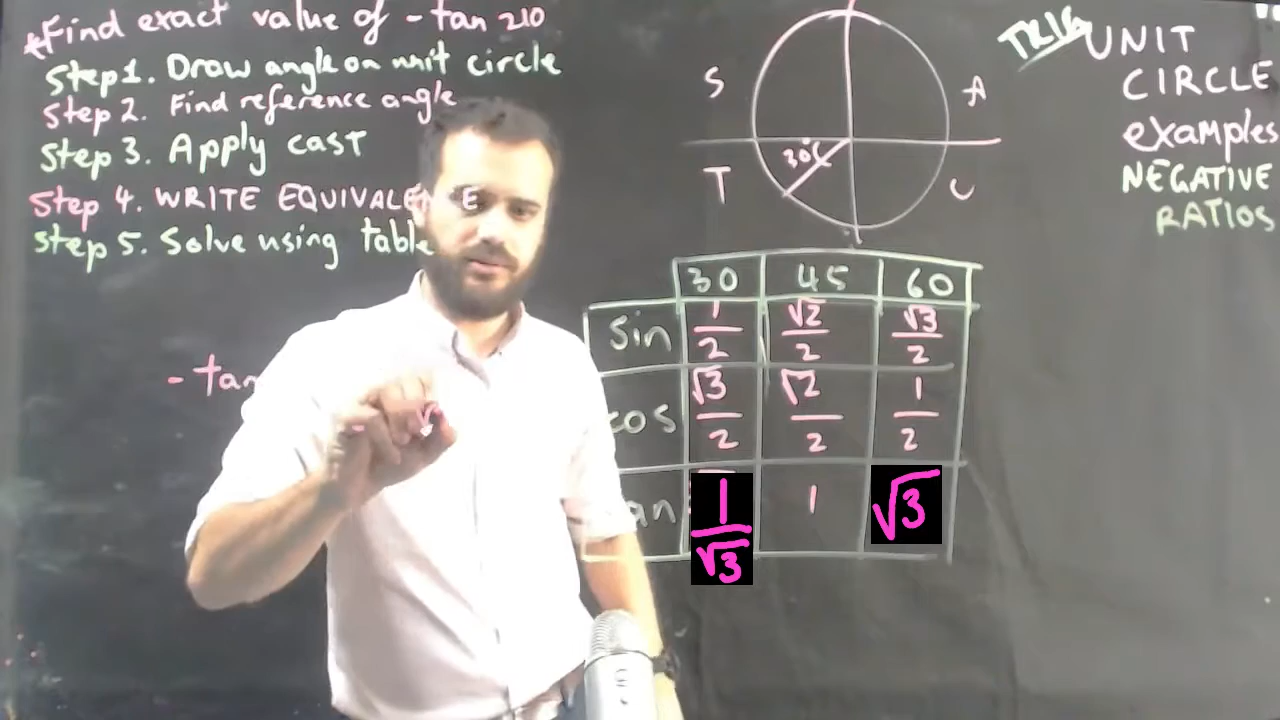 *Find exact value of - tan 210
Step 1. Draw angle on unit circle
Step 2. Find reference angle
Step 3. Apply cast
Step 4. WRITE EQUIVALE
Step 5. Solve using table
- tan
S
A
T
C
30°
TRIG UNIT
CIRCLE
examples
NEGATIVE
RATIOS
30 45 60
sin 1/2 √2/2 √3/2
cos √3/2 √2/2 1/2
an 1/√3 1 √3